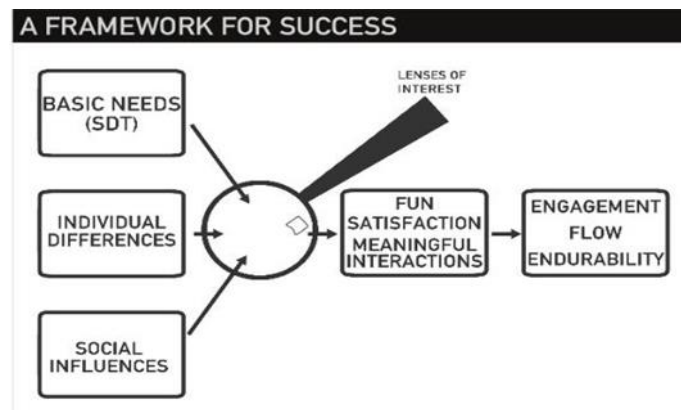 A FRAMEWORK FOR SUCCESS
LENSES OF
INTEREST
BASIC NEEDS
(SDT)
INDIVIDUAL
DIFFERENCES
SOCIAL
INFLUENCES
FUN
SATISFACTION
MEANINGFUL
INTERACTIONS
ENGAGEMENT
FLOW
ENDURABILITY